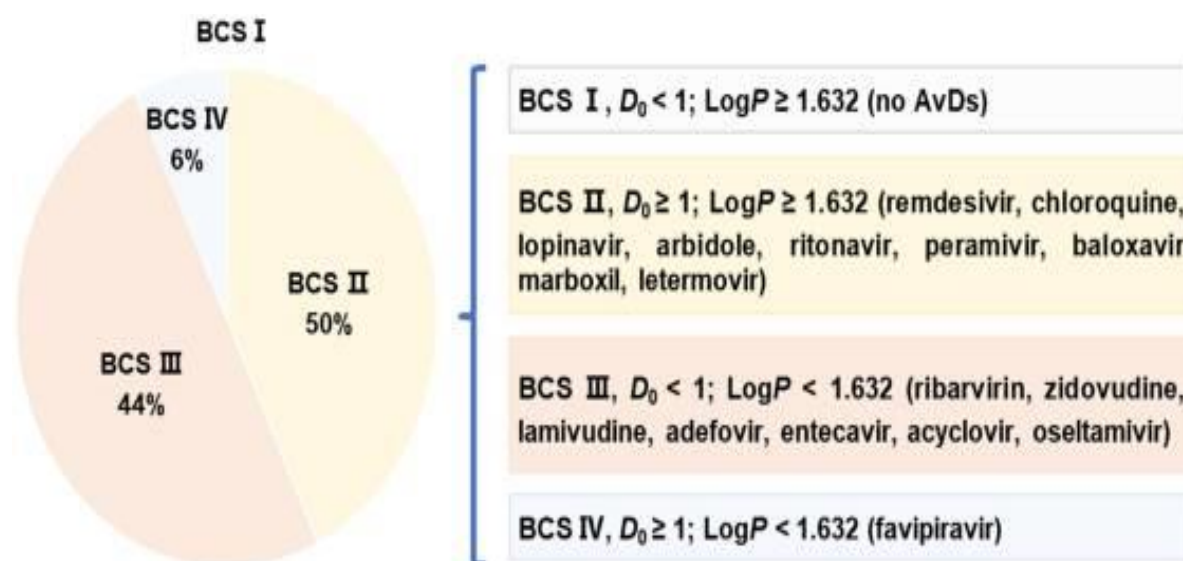 BCS Ⅰ
BCS Ⅳ
6%
BCS Ⅱ
50%
BCS Ⅲ
44%
BCS Ⅰ, D₀ < 1; LogP ≥ 1.632 (no AvDs)
BCS Ⅱ, D₀ ≥ 1; LogP ≥ 1.632 (remdesivir, chloroquine,
lopinavir, arbidole, ritonavir, peramivir, baloxavir
marboxil, letermovir)
BCS Ⅲ, D₀ < 1; LogP < 1.632 (ribarvirin, zidovudine,
lamivudine, adefovir, entecavir, acyclovir, oseltamivir)
BCS Ⅳ, D₀ ≥ 1; LogP < 1.632 (favipiravir)